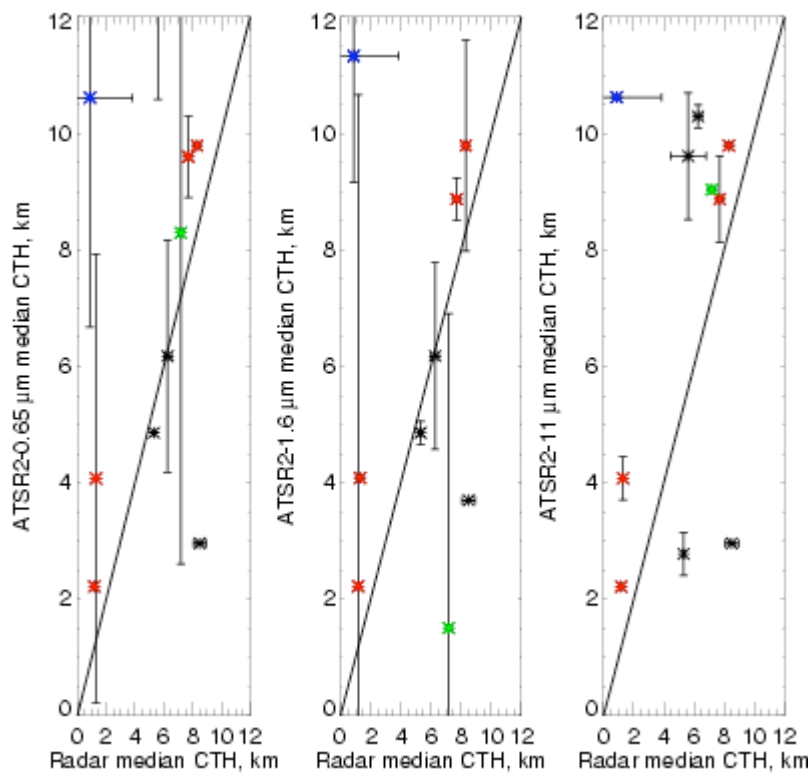 12 12 12
10 10 10
8 8 8
6 6 6
4 4 4
2 2 2
0 0 0
ATSR2-0.65 μm median CTH, km
ATSR2-1.6 μm median CTH, km
ATSR2-11 μm median CTH, km
0 2 4 6 8 10 12 0 2 4 6 8 10 12 0 2 4 6 8 10 12
Radar median CTH, km Radar median CTH, km Radar median CTH, km